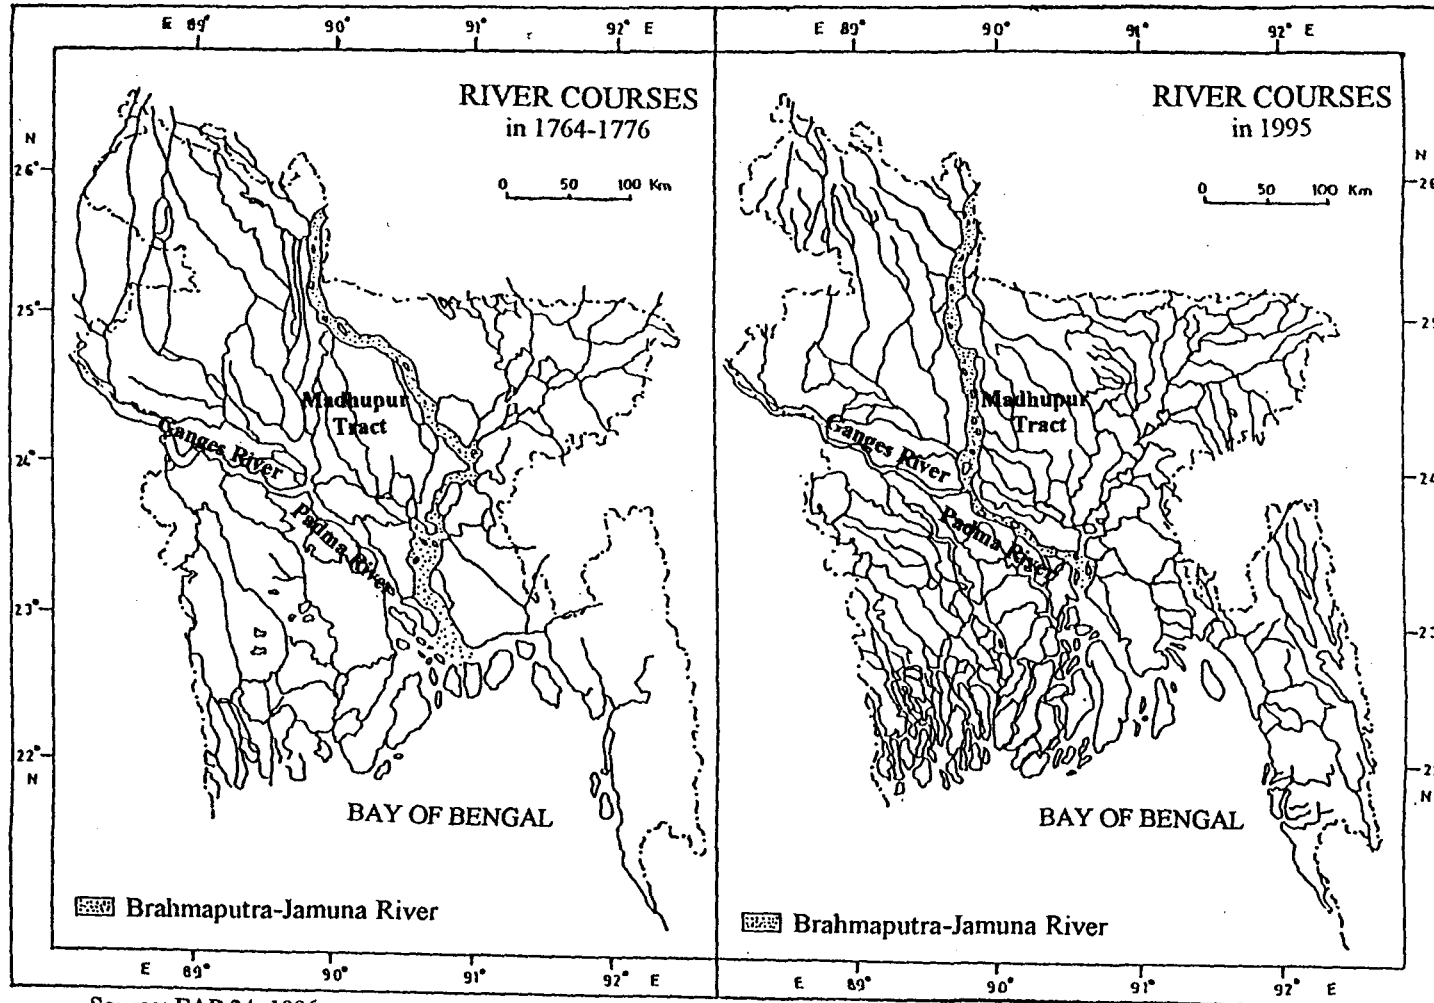 E 89° 90° 91° 92° E
RIVER COURSES
in 1764-1776
N
26°
0 50 100 Km
25°
Madhupur
Tract
Ganges River
24°
Padma River
23°
22°
N
BAY OF BENGAL
Brahmaputra-Jamuna River
E 89° 90° 91° 92° E
E 89° 90° 91° 92° E
RIVER COURSES
in 1995
N
0 50 100 Km
Madhupur
Tract
Ganges River
Padma River
N
BAY OF BENGAL
Brahmaputra-Jamuna River
E 89° 90° 91° 92° E